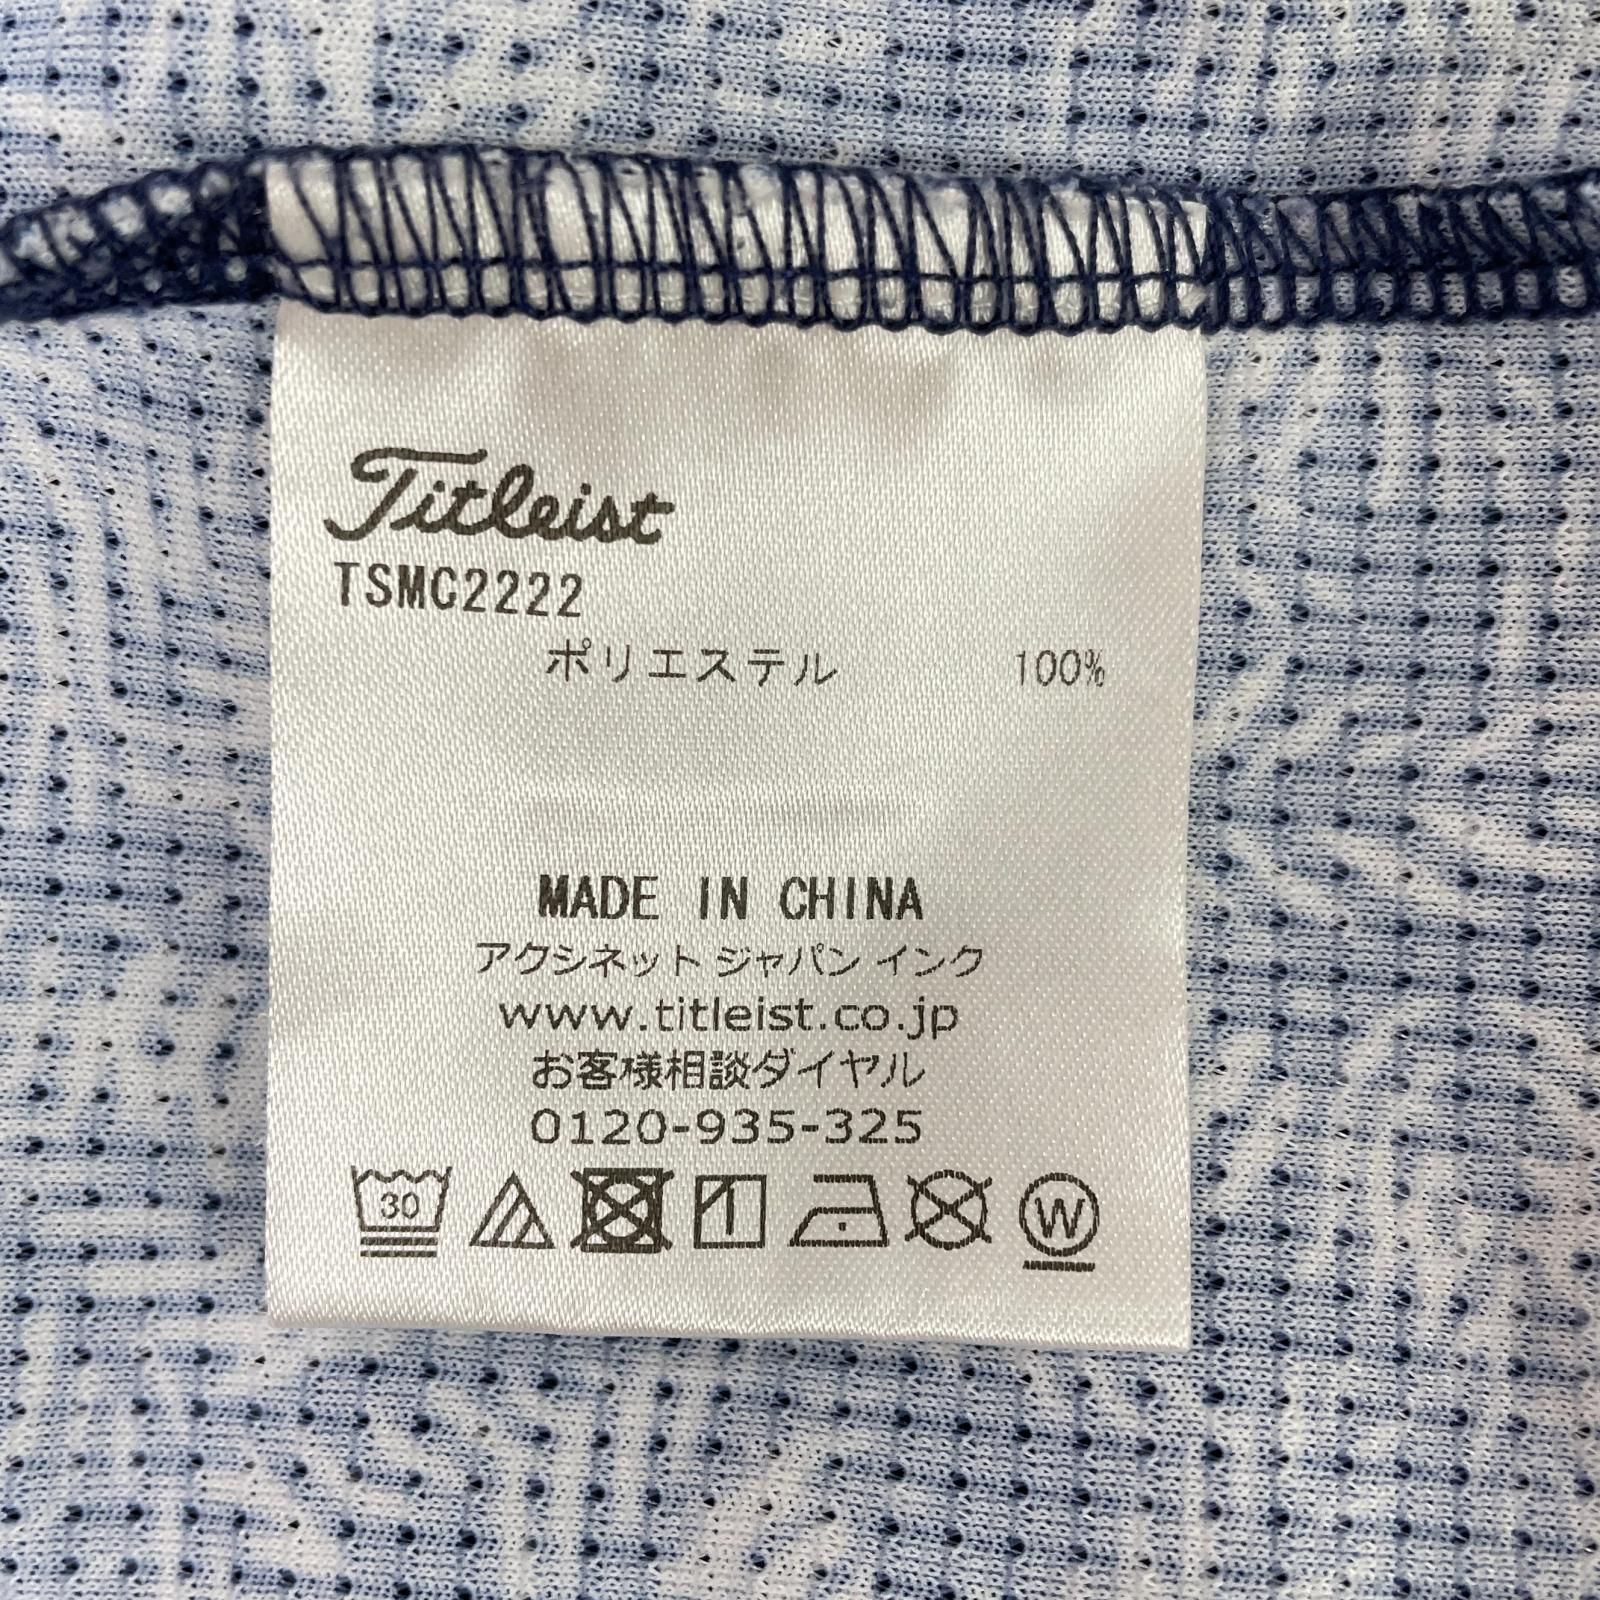 Titleist
TSMC2222
ポリエステル 100%
MADE IN CHINA
アクシネット ジャパン インク
www.titleist.co.jp
お客様相談ダイヤル
0120-935-325
30 W